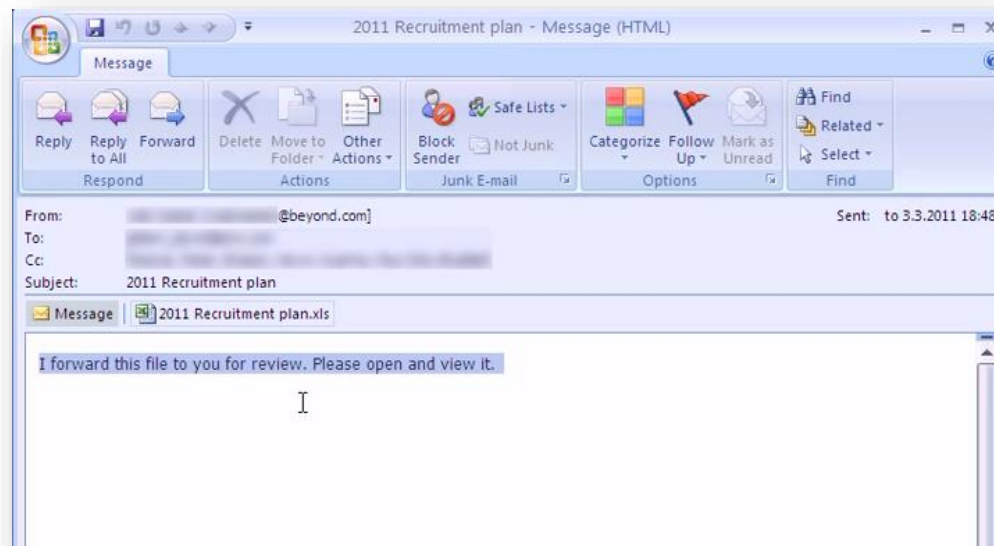 2011 Recruitment plan - Message (HTML)
Message
Reply
Reply to All
Forward
Delete
Move to Folder
Other Actions
Block Sender
Safe Lists
Not Junk
Categorize
Follow Up
Mark as Unread
Find
Related
Select
Respond
Actions
Junk E-mail
Options
Find
From: @beyond.com]
Sent: to 3.3.2011 18:48
To:
Cc:
Subject: 2011 Recruitment plan
Message
2011 Recruitment plan.xls
I forward this file to you for review. Please open and view it.